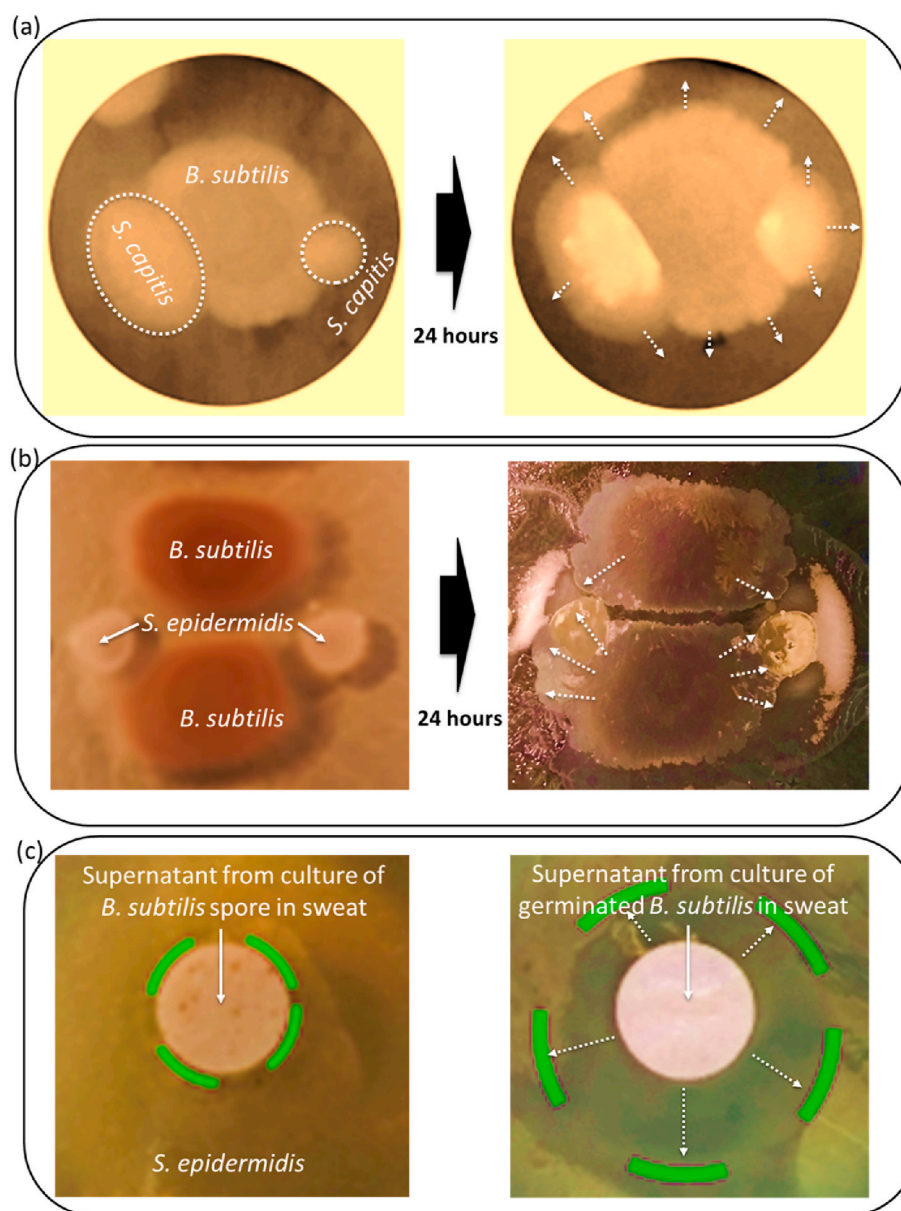 (a)
B. subtilis
S. capitis
S. capitis
24 hours
(b)
B. subtilis
S. epidermidis
B. subtilis
24 hours
(c)
Supernatant from culture of
B. subtilis spore in sweat
S. epidermidis
Supernatant from culture of
germinated B. subtilis in sweat